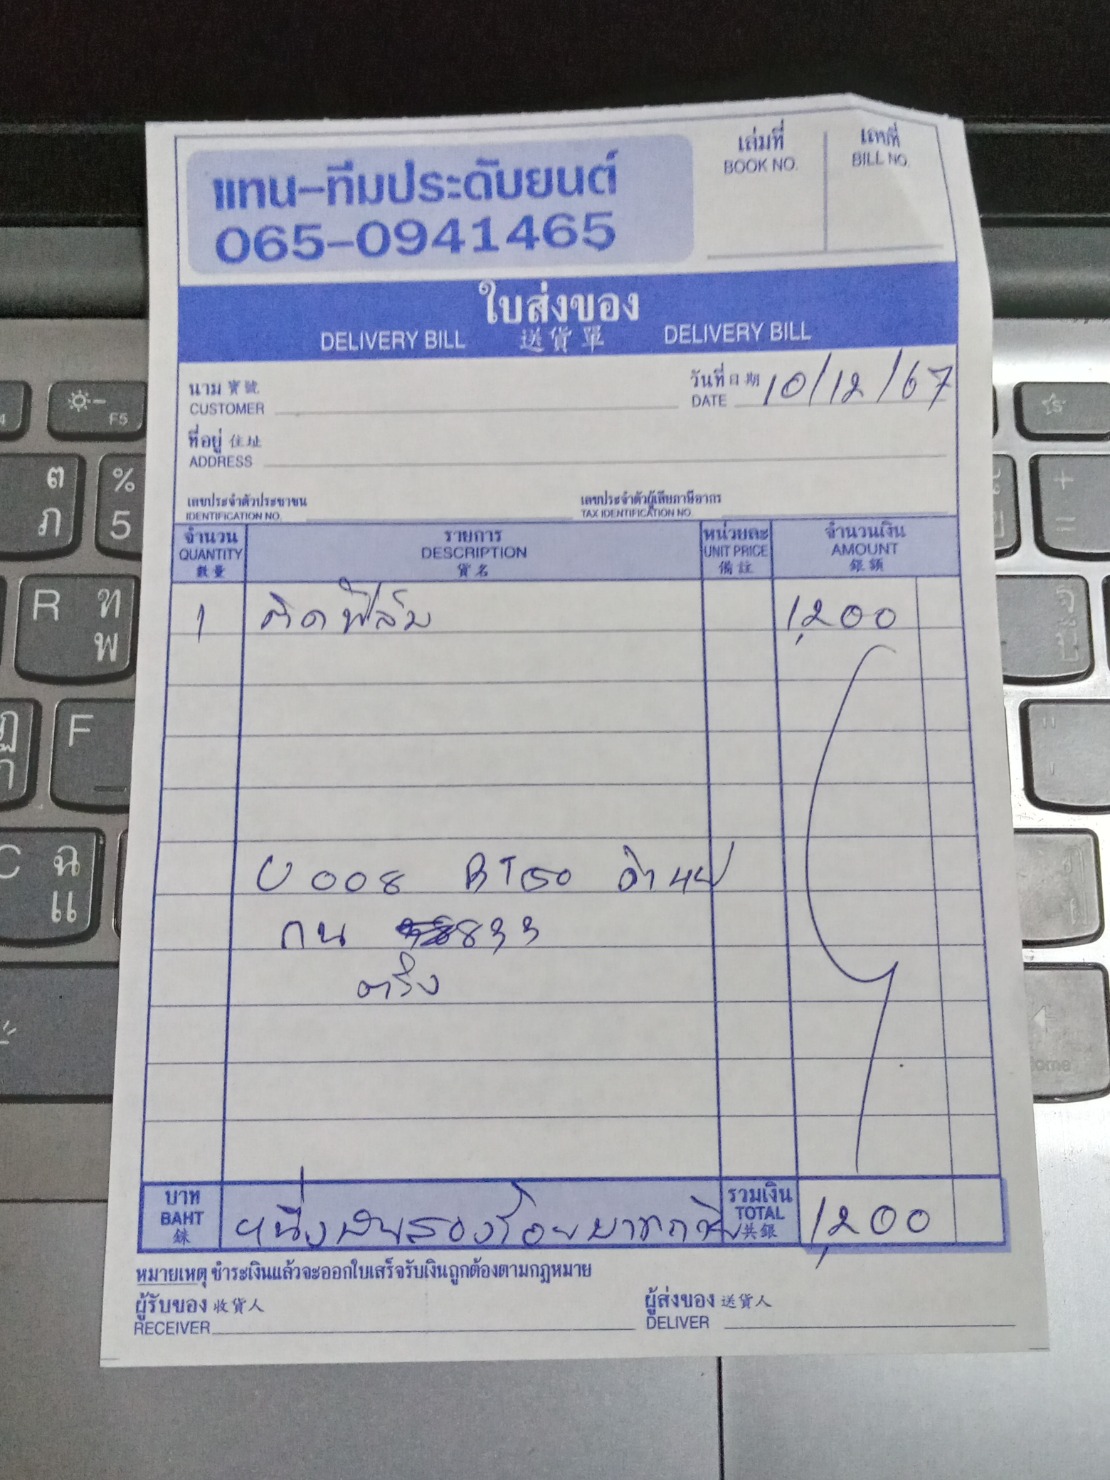 แทน-ทีมประดับยนต์
065-0941465
เล่มที่
BOOK NO.
เลขที่
BILL NO.
ใบส่งของ
DELIVERY BILL 送貨單 DELIVERY BILL
นาม 寶號
CUSTOMER
วันที่ 日期 10/12/67
DATE
ที่อยู่ 住址
ADDRESS
เลขประจำตัวประชาชน
IDENTIFICATION NO.
เลขประจำตัวผู้เสียภาษีอากร
TAX IDENTIFICATION NO.
จำนวน รายการ หน่วยละ จำนวนเงิน
QUANTITY DESCRIPTION UNIT PRICE AMOUNT
數量 貨名 備註 銀額
1 ติดฟิล์ม 1,200
U008 BT50
กน 833
ตรัง
บาท
BAHT
銖
หนึ่งพันสองร้อยบาทถ้วน
รวมเงิน
TOTAL
共銀
1,200
หมายเหตุ ชำระเงินแล้วจะออกใบเสร็จรับเงินถูกต้องตามกฎหมาย
ผู้รับของ 收貨人
RECEIVER
ผู้ส่งของ 送貨人
DELIVER
F5
ต
ภ
%
5
R
ฑ
พ
F
C
ฉ
แ
+
=